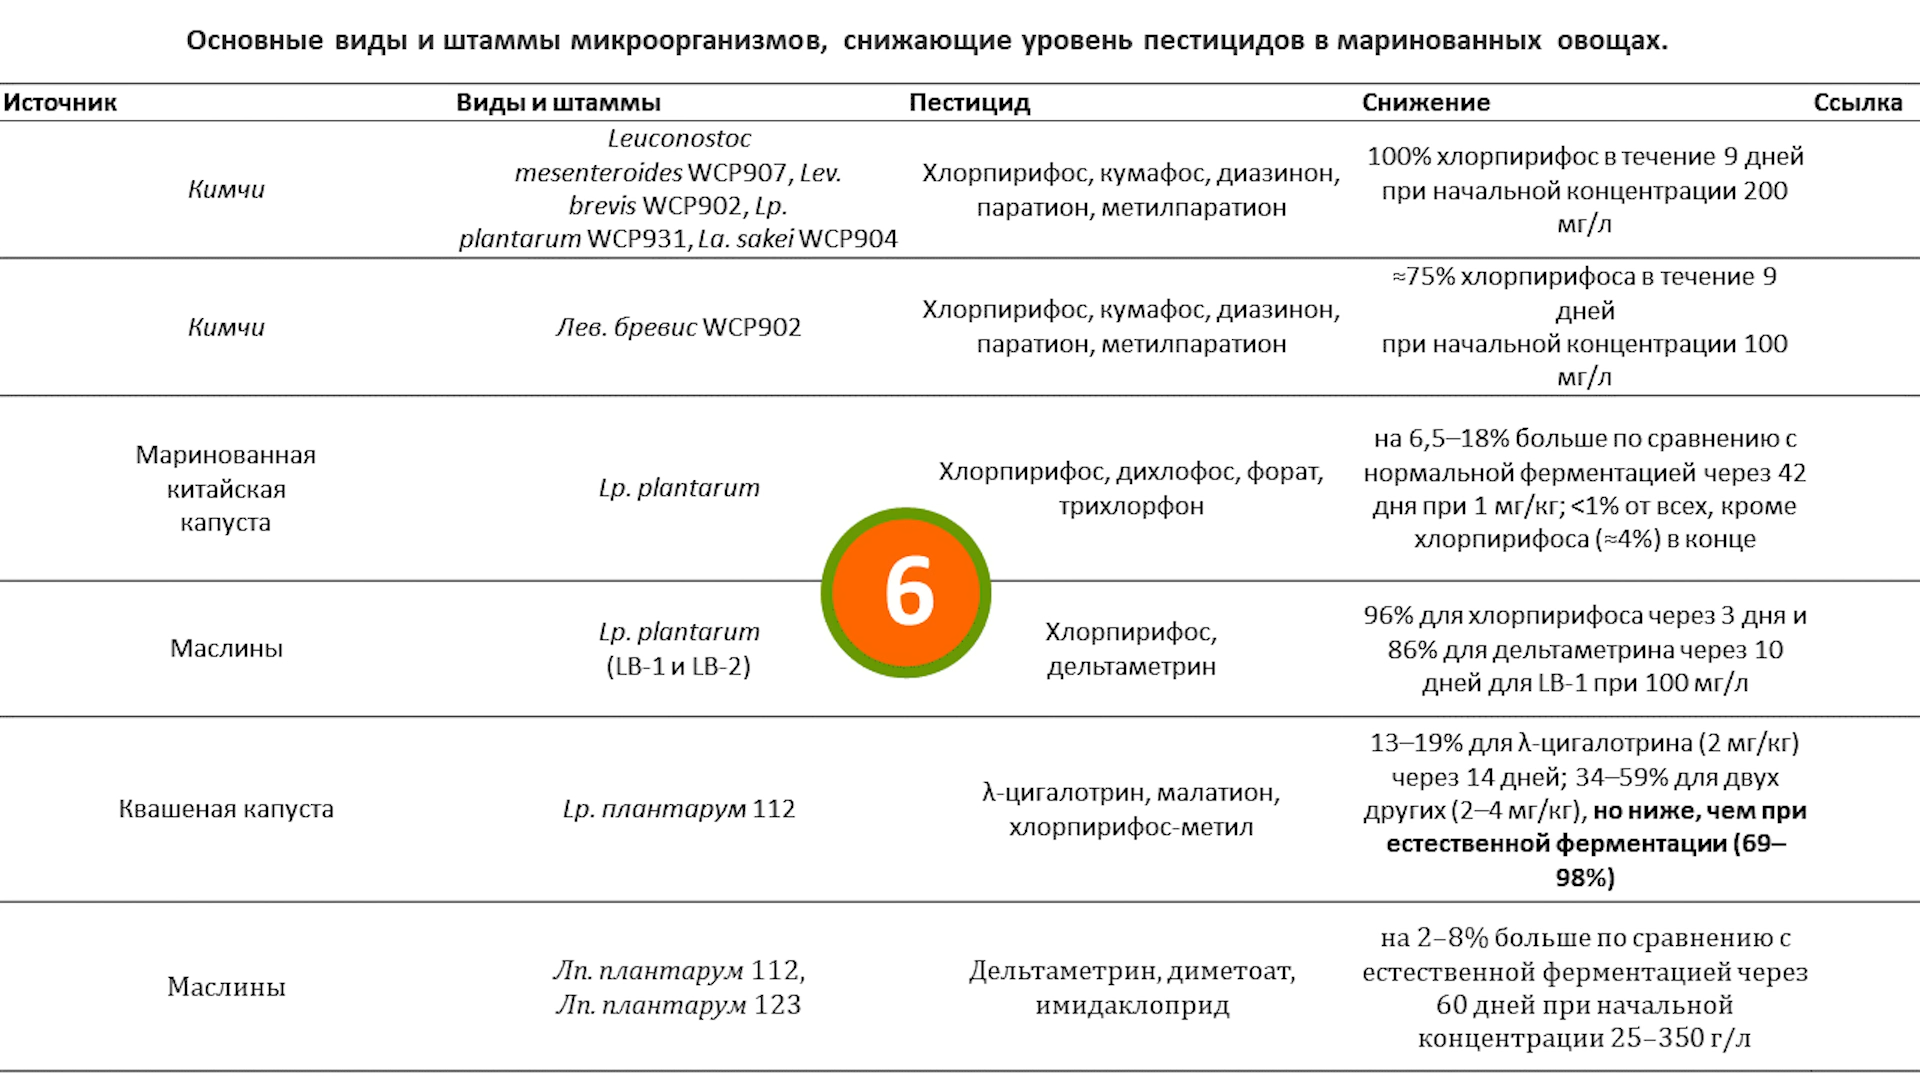 Основные виды и штаммы микроорганизмов, снижающие уровень пестицидов в маринованных овощах.
Источник Виды и штаммы Пестицид Снижение Ссылка
Кимчи
Leuconostoc
mesenteroides WCP907, Lev.
brevis WCP902, Lp.
plantarum WCP931, La. sakei WCP904
Хлорпирифос, кумафос, диазинон,
паратион, метилпаратион
100% хлорпирифос в течение 9 дней
при начальной концентрации 200
мг/л
Кимчи
Лев. бревис WCP902
Хлорпирифос, кумафос, диазинон,
паратион, метилпаратион
≈75% хлорпирифоса в течение 9
дней
при начальной концентрации 100
мг/л
Маринованная
китайская
капуста
Lp. plantarum
Хлорпирифос, дихлофос, форат,
трихлорфон
на 6,5–18% больше по сравнению с
нормальной ферментацией через 42
дня при 1 мг/кг; <1% от всех, кроме
хлорпирифоса (≈4%) в конце
6
Маслины
Lp. plantarum
(LB-1 и LB-2)
Хлорпирифос,
дельтаметрин
96% для хлорпирифоса через 3 дня и
86% для дельтаметрина через 10
дней для LB-1 при 100 мг/л
Квашеная капуста
Lp. плантарум 112
λ-цигалотрин, малатион,
хлорпирифос-метил
13–19% для λ-цигалотрина (2 мг/кг)
через 14 дней; 34–59% для двух
других (2–4 мг/кг), но ниже, чем при
естественной ферментации (69–
98%)
Маслины
Лп. плантарум 112,
Лп. плантарум 123
Дельтаметрин, диметоат,
имидаклоприд
на 2–8% больше по сравнению с
естественной ферментацией через
60 дней при начальной
концентрации 25–350 г/л